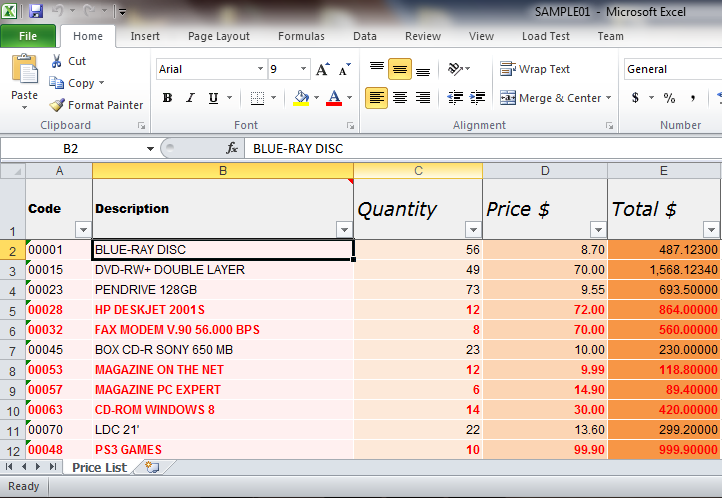 SAMPLE01 - Microsoft Excel
File Home Insert Page Layout Formulas Data Review View Load Test Team
Paste Cut Copy Format Painter
Arial 9 A A
B I U A
Wrap Text
Merge & Center
General
$ % ,
Clipboard Font Alignment Number
B2 fx BLUE-RAY DISC
A B C D E
1 Code Description Quantity Price $ Total $
2 00001 BLUE-RAY DISC 56 8.70 487.12300
3 00015 DVD-RW+ DOUBLE LAYER 49 70.00 1,568.12340
4 00023 PENDRIVE 128GB 73 9.55 693.50000
5 00028 HP DESKJET 2001S 12 72.00 864.00000
6 00032 FAX MODEM V.90 56.000 BPS 8 70.00 560.00000
7 00045 BOX CD-R SONY 650 MB 23 10.00 230.00000
8 00053 MAGAZINE ON THE NET 12 9.99 118.80000
9 00057 MAGAZINE PC EXPERT 6 14.90 89.40000
10 00063 CD-ROM WINDOWS 8 14 30.00 420.00000
11 00070 LDC 21' 22 13.60 299.20000
12 00048 PS3 GAMES 10 99.90 999.90000
Price List
Ready